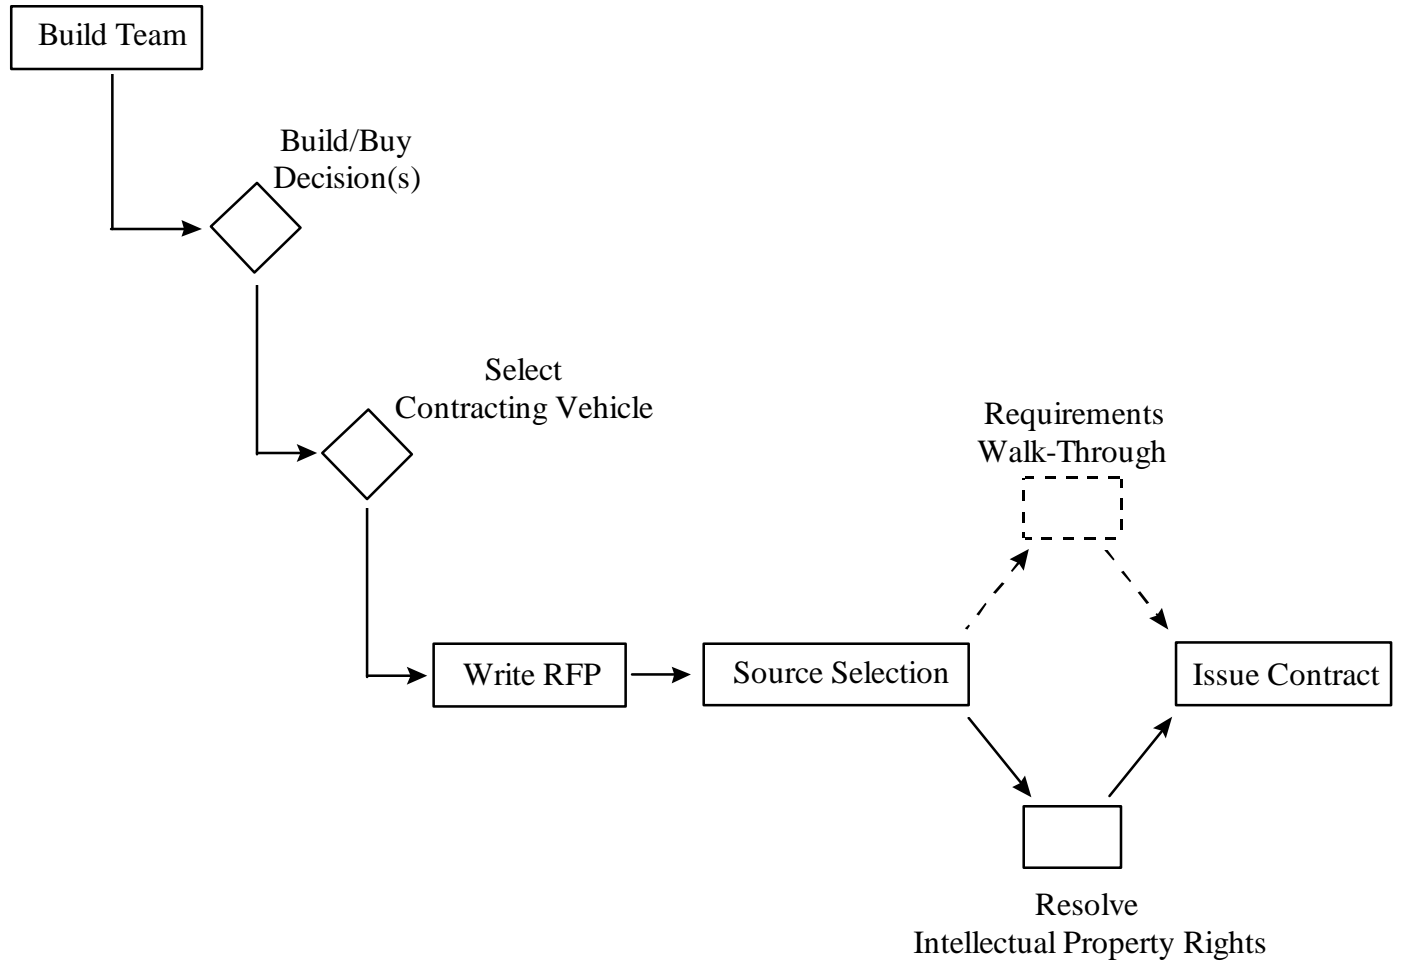 Build Team
Build/Buy
Decision(s)
Select
Contracting Vehicle
Requirements
Walk-Through
Write RFP
Source Selection
Issue Contract
Resolve
Intellectual Property Rights